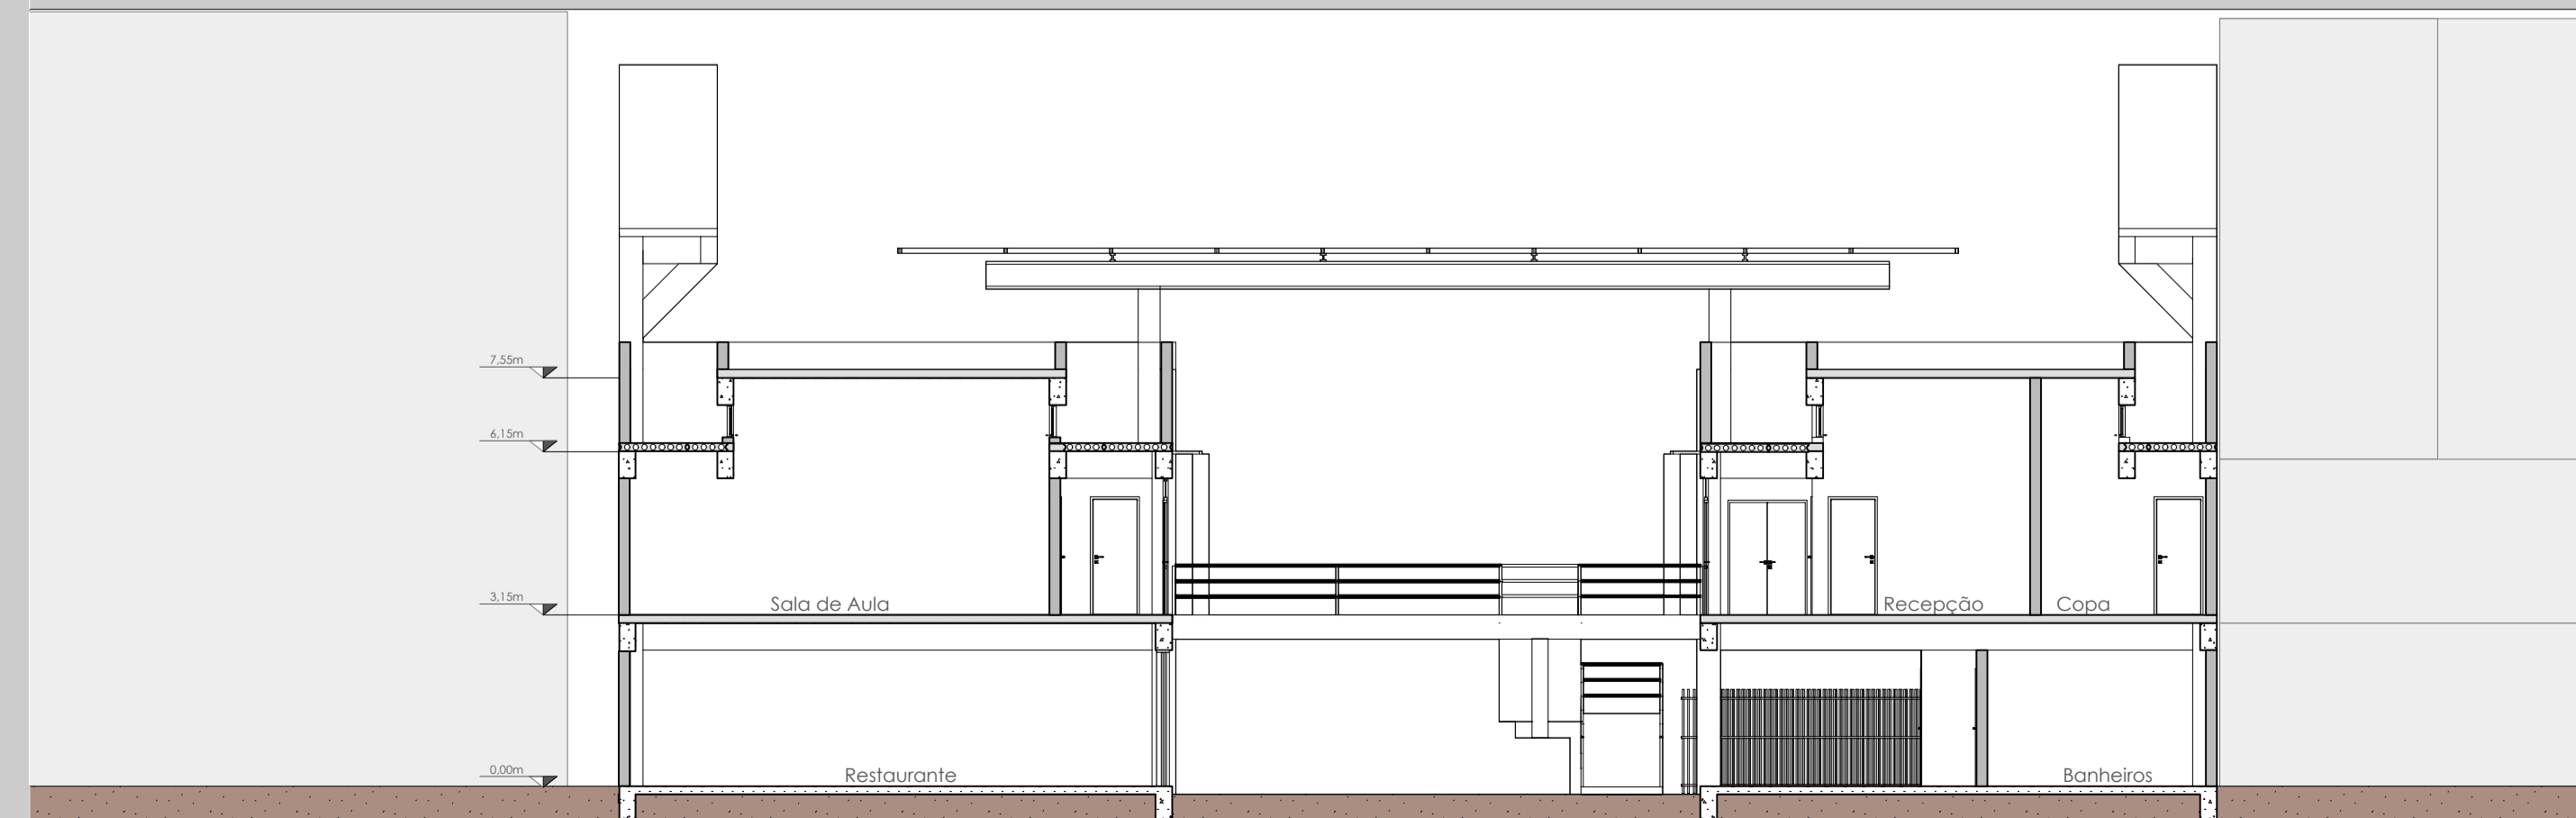 7,55m
6,15m
3,15m
Sala de Aula
Recepção
Copa
0,00m
Restaurante
Banheiros